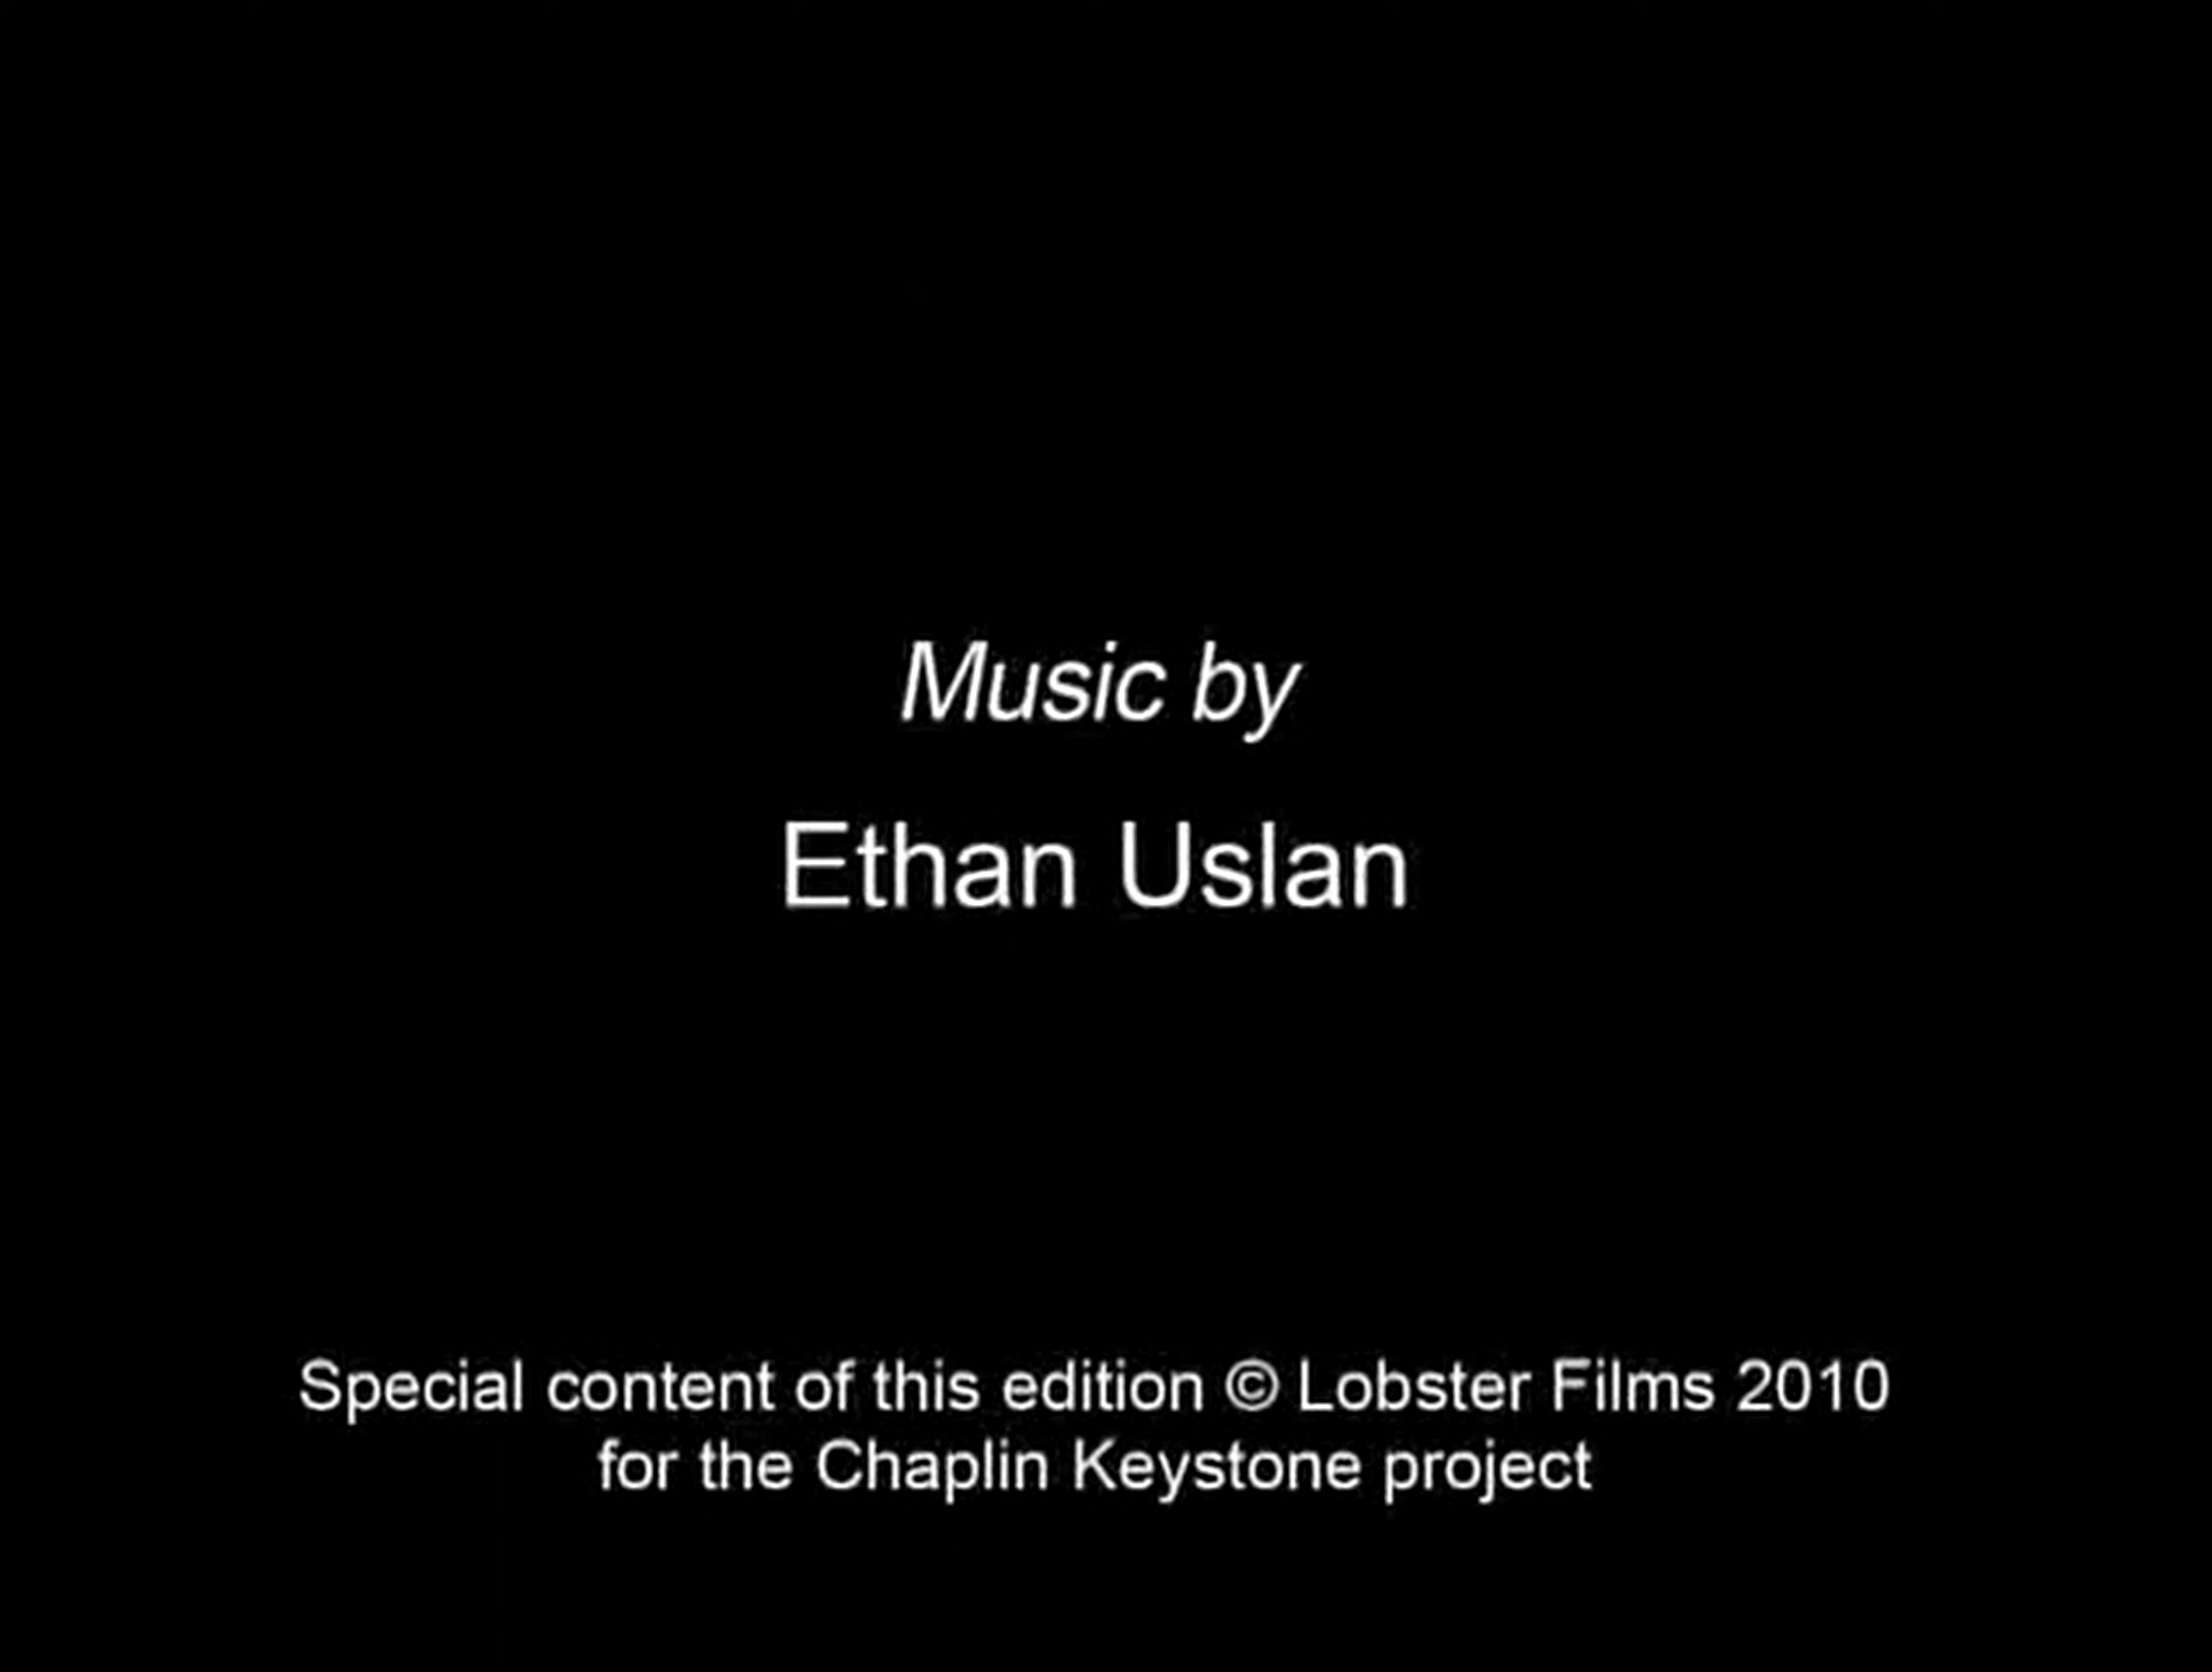 Music by
Ethan Uslan
Special content of this edition © Lobster Films 2010
for the Chaplin Keystone project